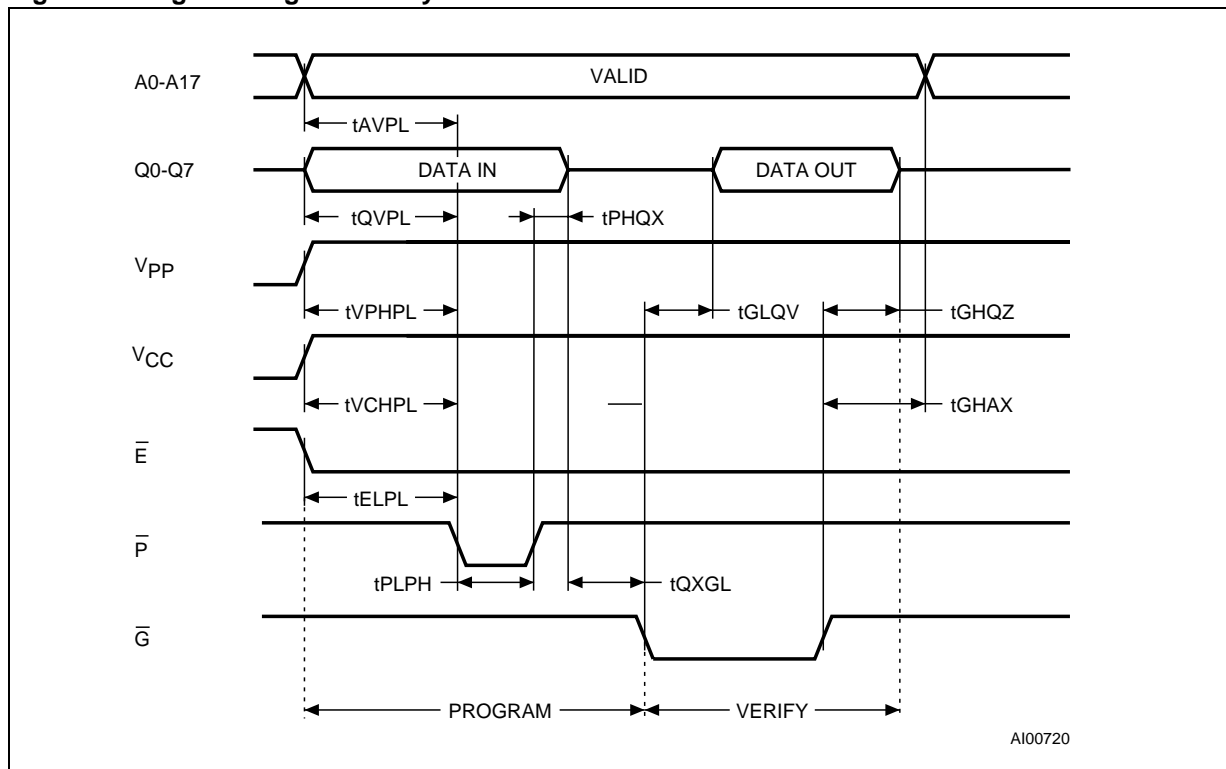 A0-A17
VALID
tAVPL
Q0-Q7
DATA IN
DATA OUT
tQVPL
tPHQX
VPP
tVPHPL
tGLQV
tGHQZ
VCC
tVCHPL
tGHAX
E̅
tELPL
P̅
tPLPH
tQXGL
G̅
PROGRAM
VERIFY
AI00720